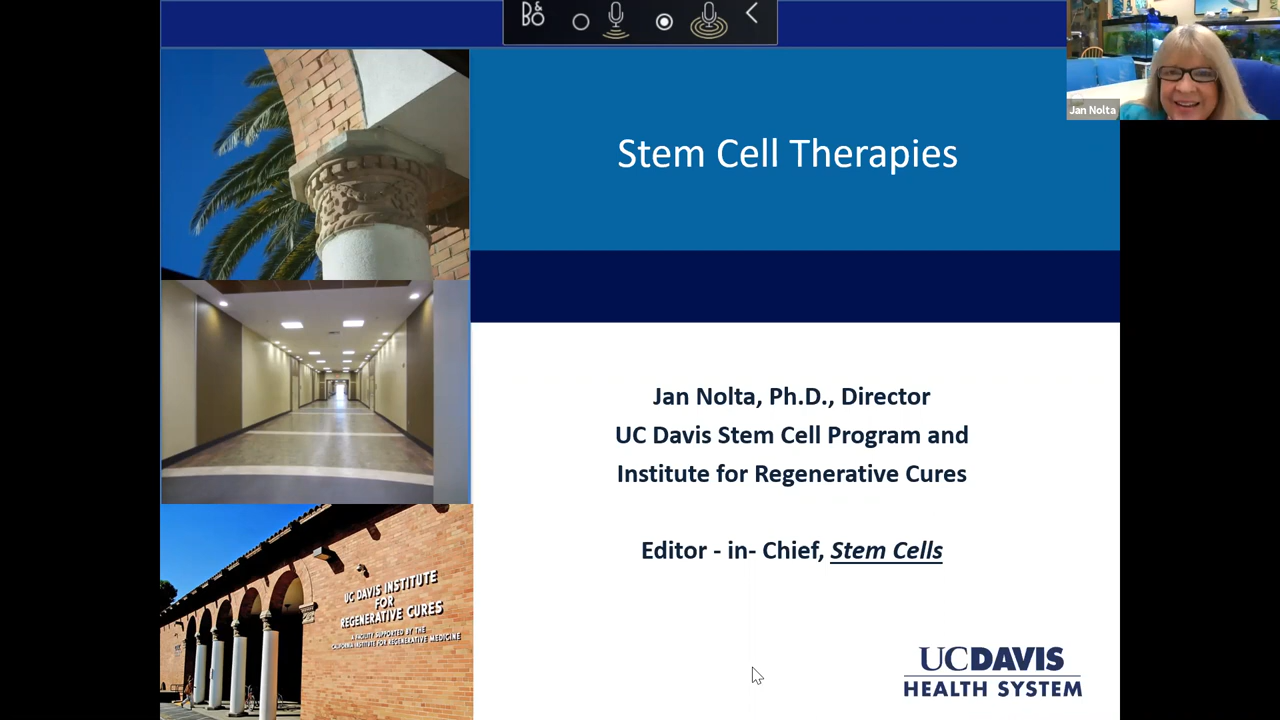 B&O
Jan Nolta
Stem Cell Therapies
Jan Nolta, Ph.D., Director
UC Davis Stem Cell Program and
Institute for Regenerative Cures
Editor - in- Chief, Stem Cells
UC DAVIS INSTITUTE
FOR
REGENERATIVE CURES
A FACILITY SUPPORTED BY THE
CALIFORNIA INSTITUTE FOR REGENERATIVE MEDICINE
UCDAVIS
HEALTH SYSTEM